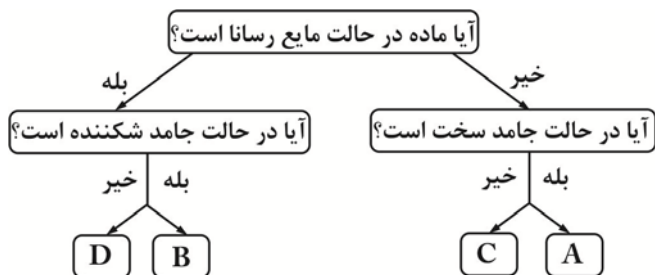 آیا ماده در حالت مایع رسانا است؟
خیر
بله
آیا در حالت جامد سخت است؟
آیا در حالت جامد شکننده است؟
بله
خیر
بله
خیر
A
C
B
D